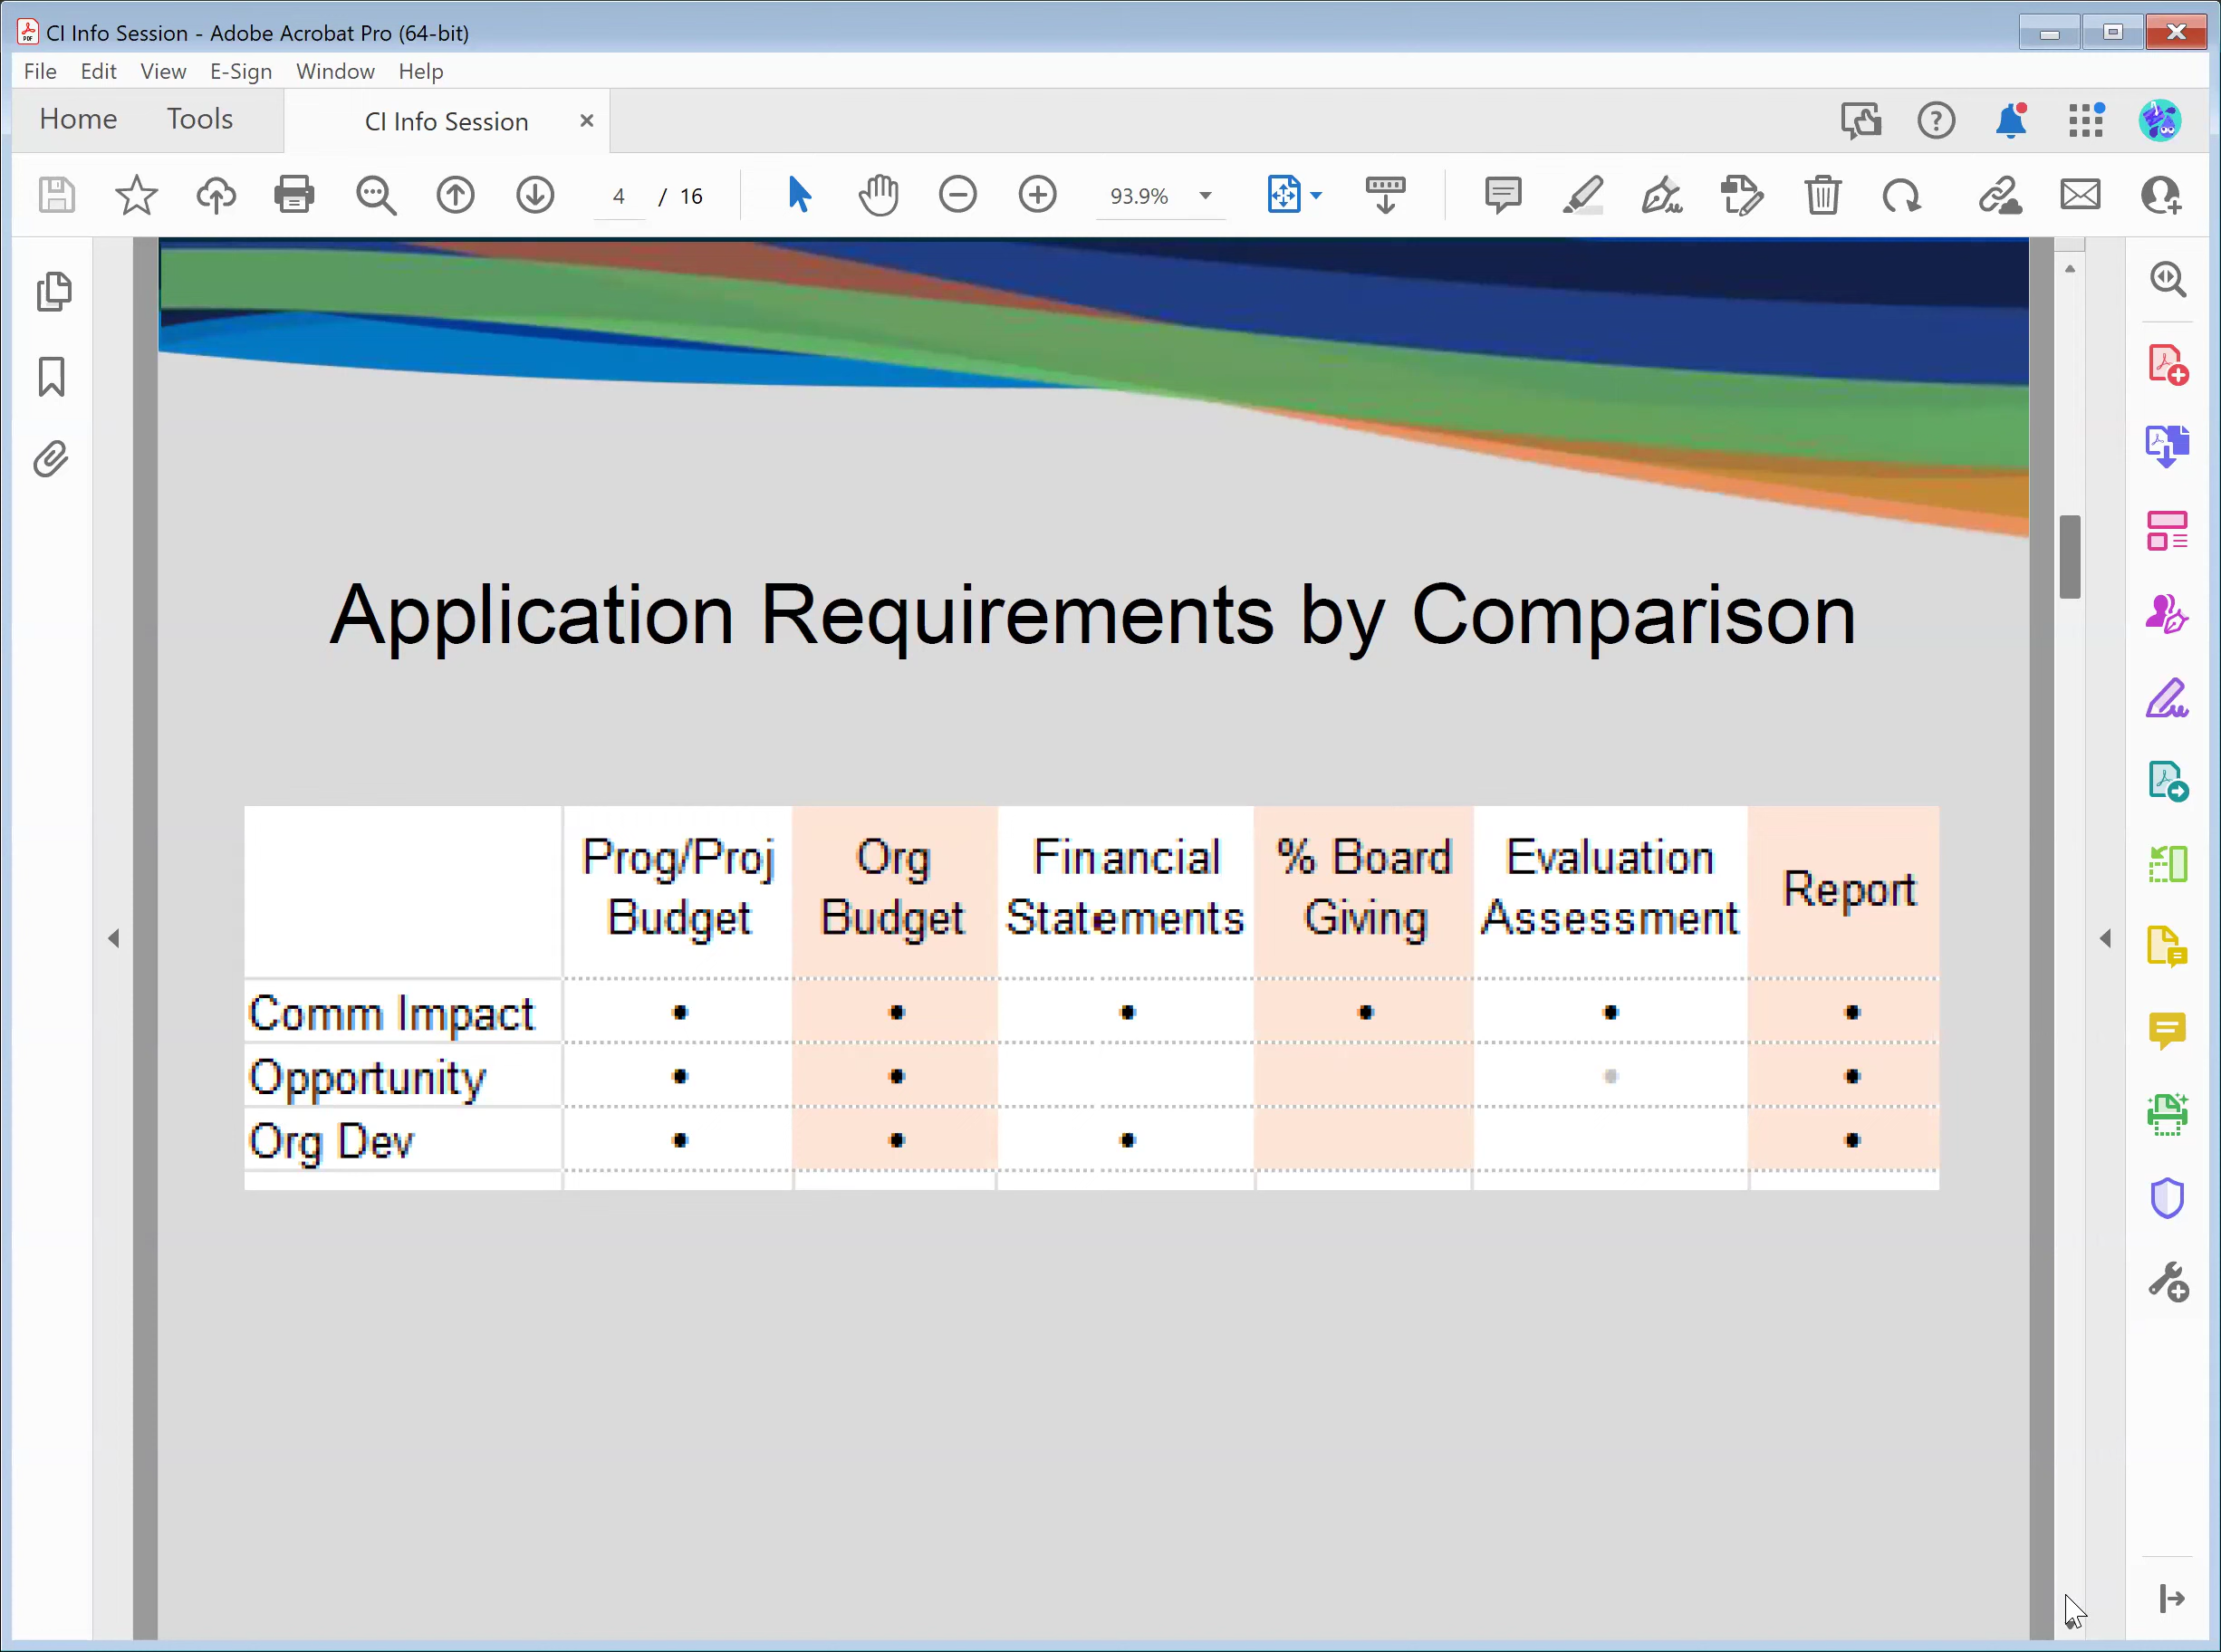 CI Info Session - Adobe Acrobat Pro (64-bit)
File Edit View E-Sign Window Help
Home Tools CI Info Session ×
4 / 16 93.9%
Application Requirements by Comparison
Prog/Proj Budget Org Budget Financial Statements % Board Giving Evaluation Assessment Report
Comm Impact • • • • • •
Opportunity • • • •
Org Dev • • • •